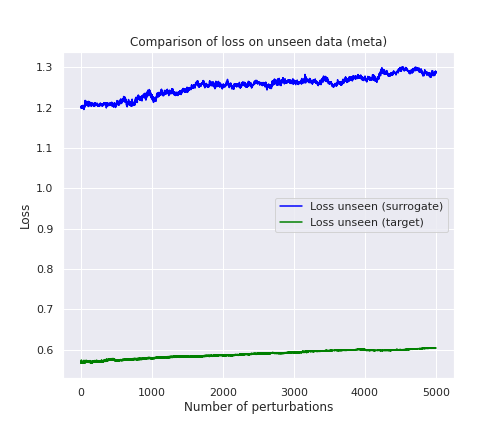 Comparison of loss on unseen data (meta)
1.3
1.2
1.1
1.0
0.9
0.8
0.7
0.6
Loss
Loss unseen (surrogate)
Loss unseen (target)
0 1000 2000 3000 4000 5000
Number of perturbations